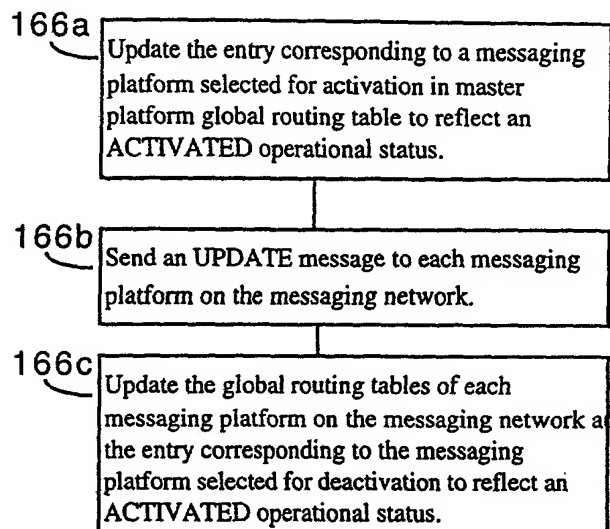 166a
Update the entry corresponding to a messaging
platform selected for activation in master
platform global routing table to reflect an
ACTIVATED operational status.
166b
Send an UPDATE message to each messaging
platform on the messaging network.
166c
Update the global routing tables of each
messaging platform on the messaging network a
the entry corresponding to the messaging
platform selected for deactivation to reflect an
ACTIVATED operational status.